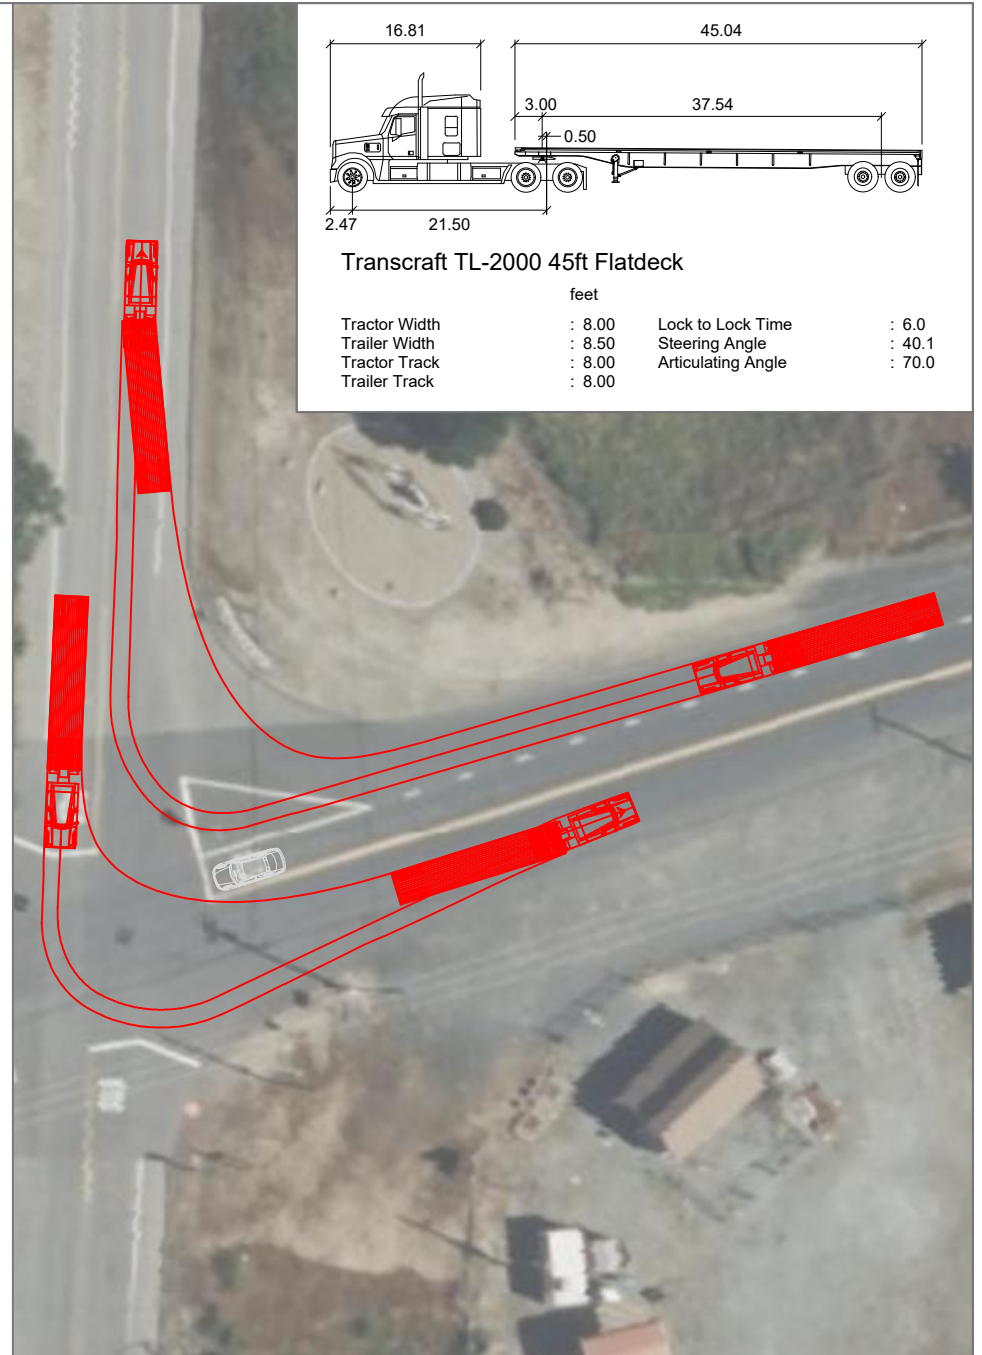 16.81
45.04
3.00
37.54
0.50
2.47
21.50
Transcraft TL-2000 45ft Flatdeck
feet
Tractor Width : 8.00 Lock to Lock Time : 6.0
Trailer Width : 8.50 Steering Angle : 40.1
Tractor Track : 8.00 Articulating Angle : 70.0
Trailer Track : 8.00